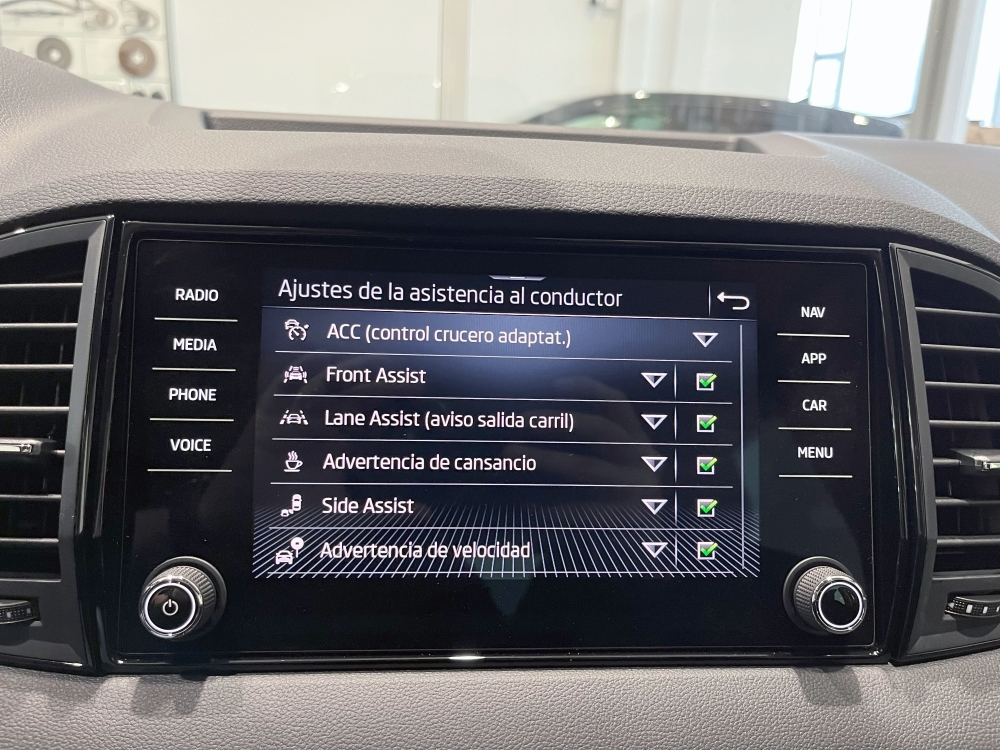 RADIO
MEDIA
PHONE
VOICE
Ajustes de la asistencia al conductor
ACC (control crucero adaptat.)
Front Assist
Lane Assist (aviso salida carril)
Advertencia de cansancio
Side Assist
Advertencia de velocidad
NAV
APP
CAR
MENU